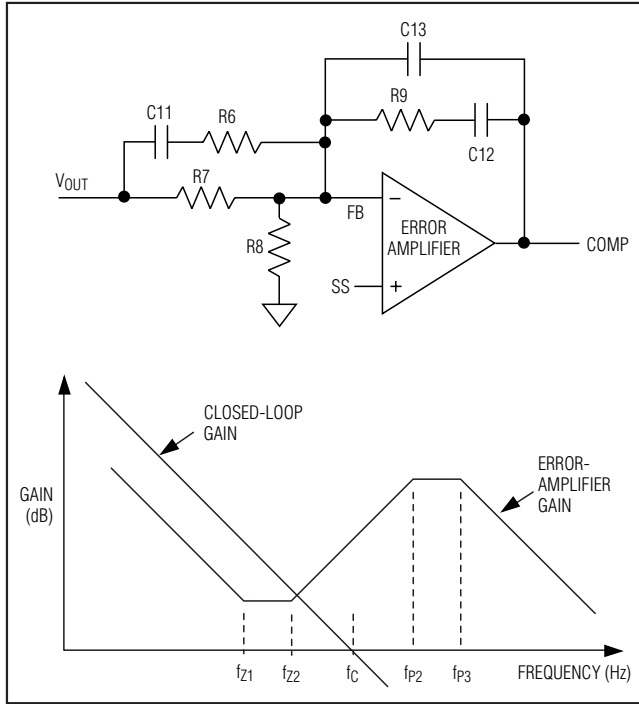 C13
R9
C11
R6
C12
VOUT
R7
FB
−
ERROR
AMPLIFIER
COMP
R8
SS
+
CLOSED-LOOP
GAIN
ERROR-
AMPLIFIER
GAIN
GAIN
(dB)
fZ1
fZ2
fC
fP2
fP3
FREQUENCY (Hz)